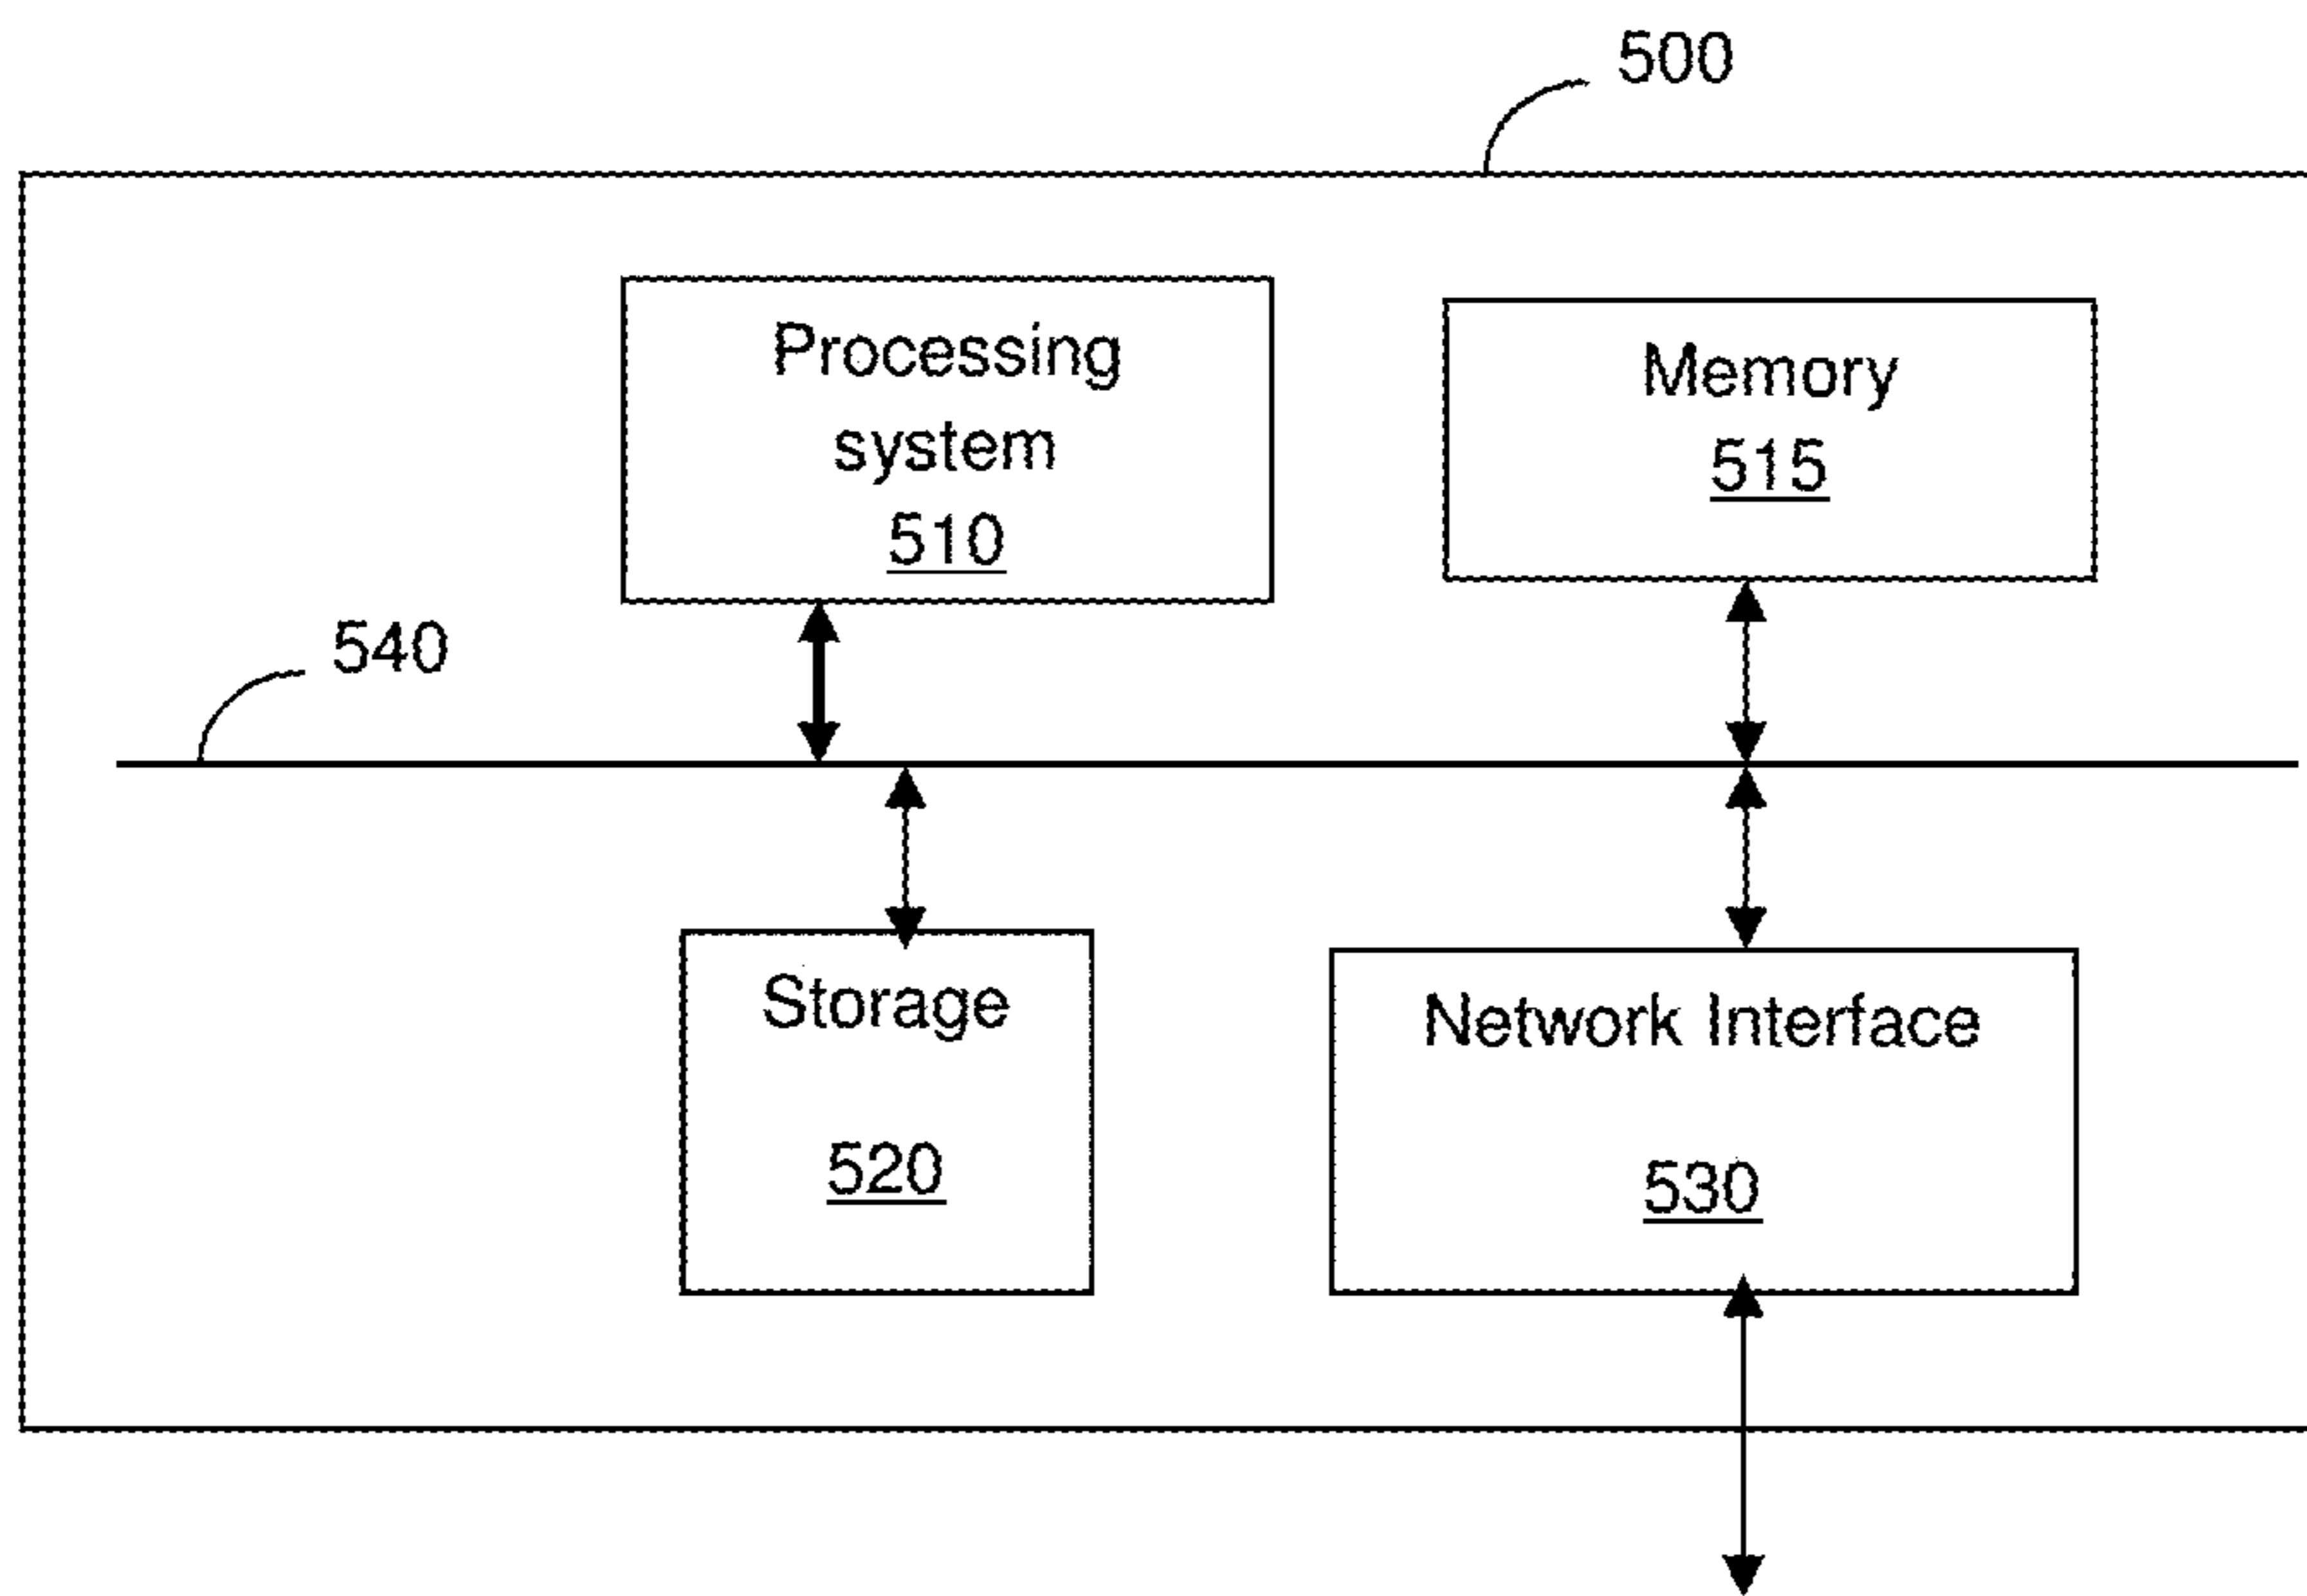 500
Processing
system
510
Memory
515
540
Storage
520
Network Interface
530